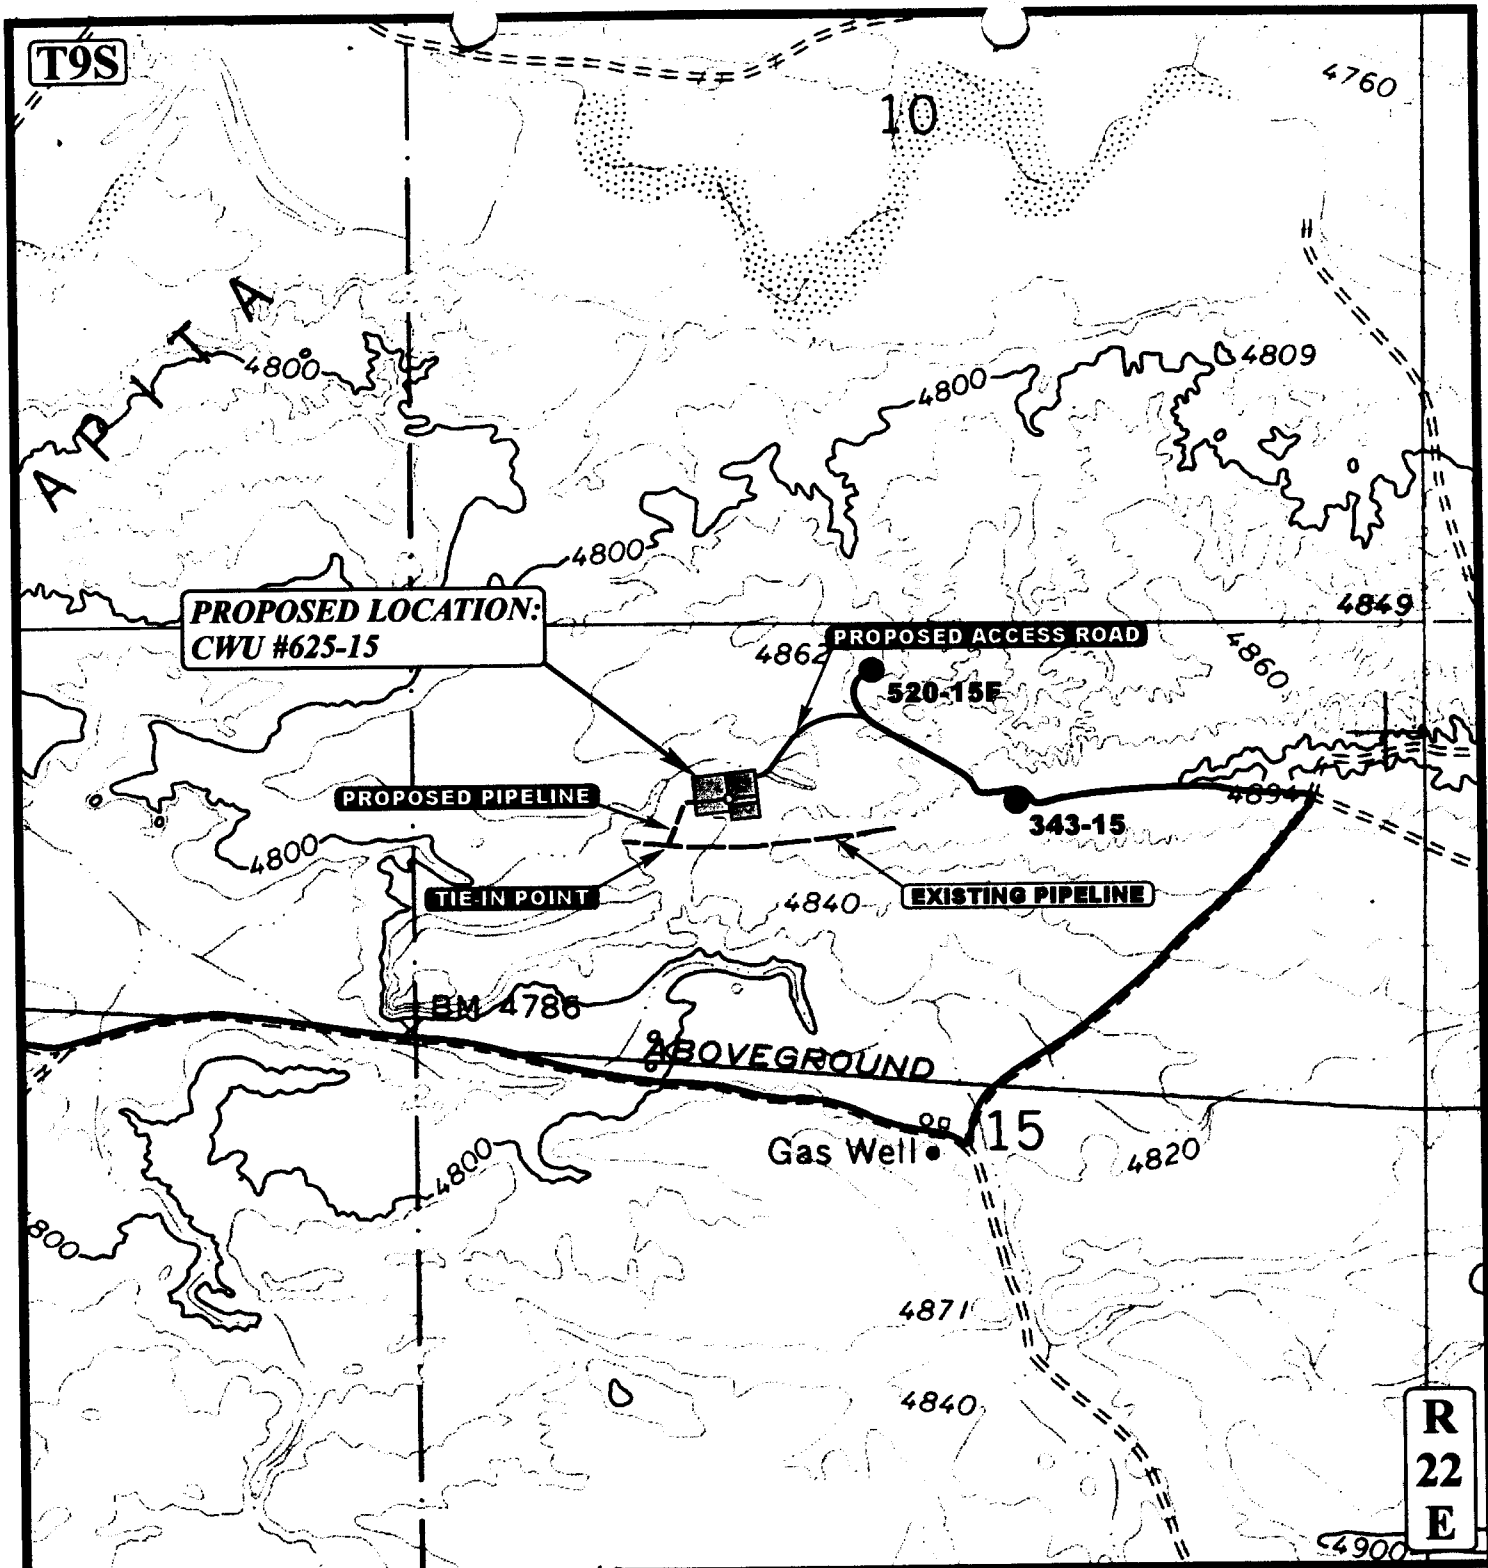 T9S
10
4760
A P I T A
4800
4809
4800
4800
4849
PROPOSED LOCATION:
CWU #625-15
PROPOSED ACCESS ROAD
4862
4860
520-15F
PROPOSED PIPELINE
4894
343-15
4800
TIE-IN POINT
4840
EXISTING PIPELINE
BM 4786
ABOVEGROUND
15
Gas Well
4820
4800
4800
4871
4840
R
22
E
4900